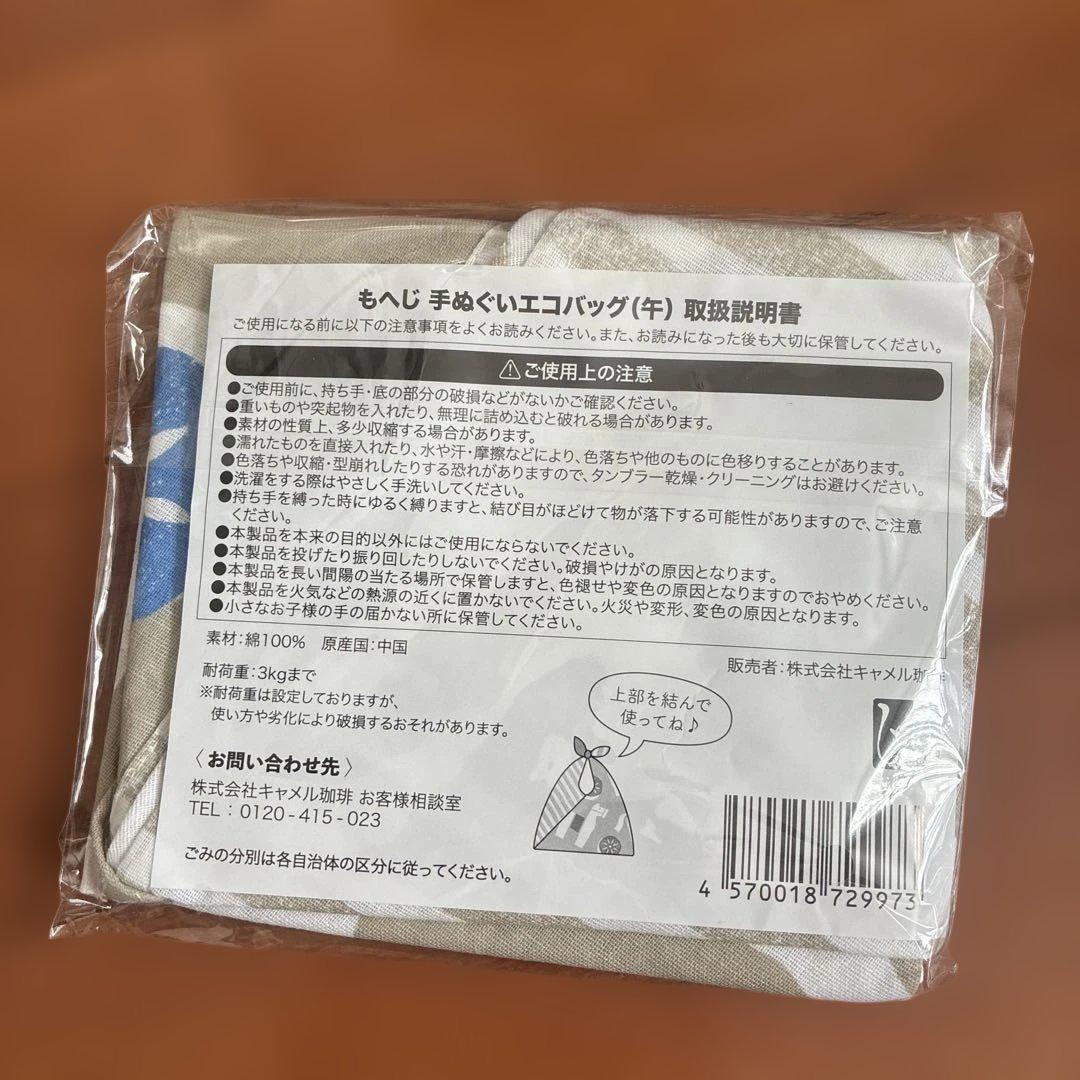 もへじ 手ぬぐいエコバッグ(午) 取扱説明書
ご使用になる前に以下の注意事項をよくお読みください。また、お読みになった後も大切に保管してください。
⚠ご使用上の注意
●ご使用前に、持ち手・底の部分の破損などがないかご確認ください。
●重いものや突起物を入れたり、無理に詰め込むと破れる場合があります。
●素材の性質上、多少収縮する場合があります。
●濡れたものを直接入れたり、水や汗・摩擦などにより、色落ちや他のものに色移りすることがあります。
●色落ちや収縮・型崩れしたりする恐れがありますので、タンブラー乾燥・クリーニングはお避けください。
●洗濯をする際はやさしく手洗いしてください。
●持ち手を縛った時にゆるく縛りますと、結び目がほどけて物が落下する可能性がありますので、ご注意
ください。
●本製品を本来の目的以外にはご使用にならないでください。
●本製品を投げたり振り回したりしないでください。破損やけがの原因となります。
●本製品を長い間陽の当たる場所で保管しますと、色褪せや変色の原因となりますのでおやめください。
●本製品を火気などの熱源の近くに置かないでください。火災や変形、変色の原因となります。
●小さなお子様の手の届かない所に保管してください。
素材:綿100% 原産国:中国
販売者:株式会社キャメル珈琲
耐荷重:3kgまで
※耐荷重は設定しておりますが、
使い方や劣化により破損するおそれがあります。
上部を結んで
使ってね♪
〈お問い合わせ先〉
株式会社キャメル珈琲 お客様相談室
TEL:0120-415-023
ごみの分別は各自治体の区分に従ってください。
4 570018 729973